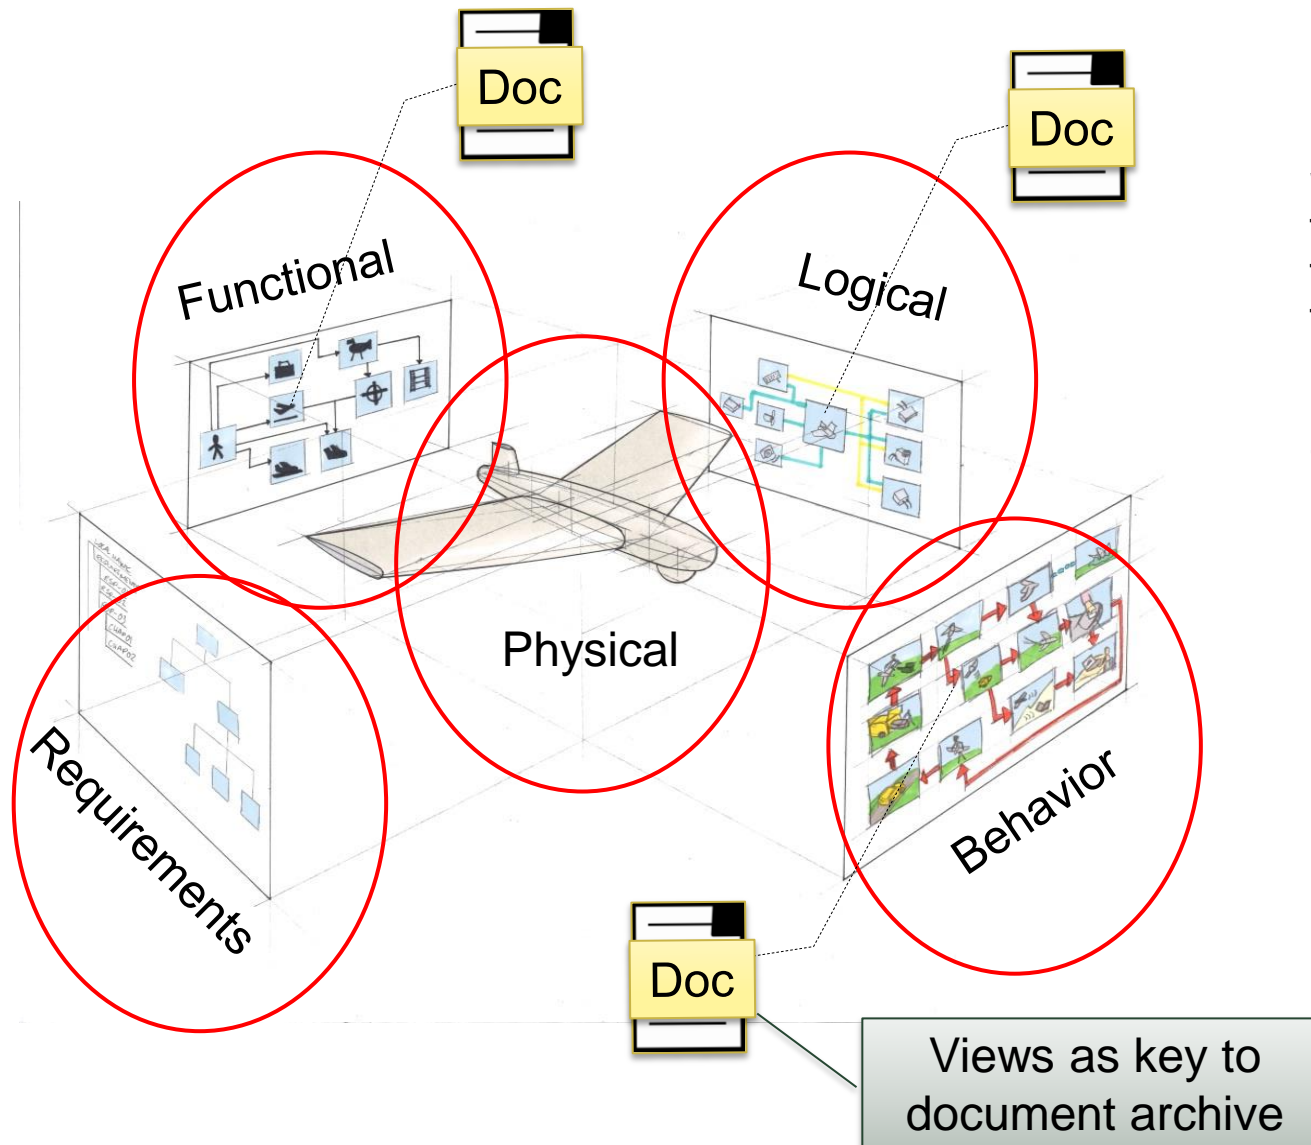 Doc
Doc
Functional
Logical
Physical
Requirements
Behavior
Doc
Views as key to
document archive